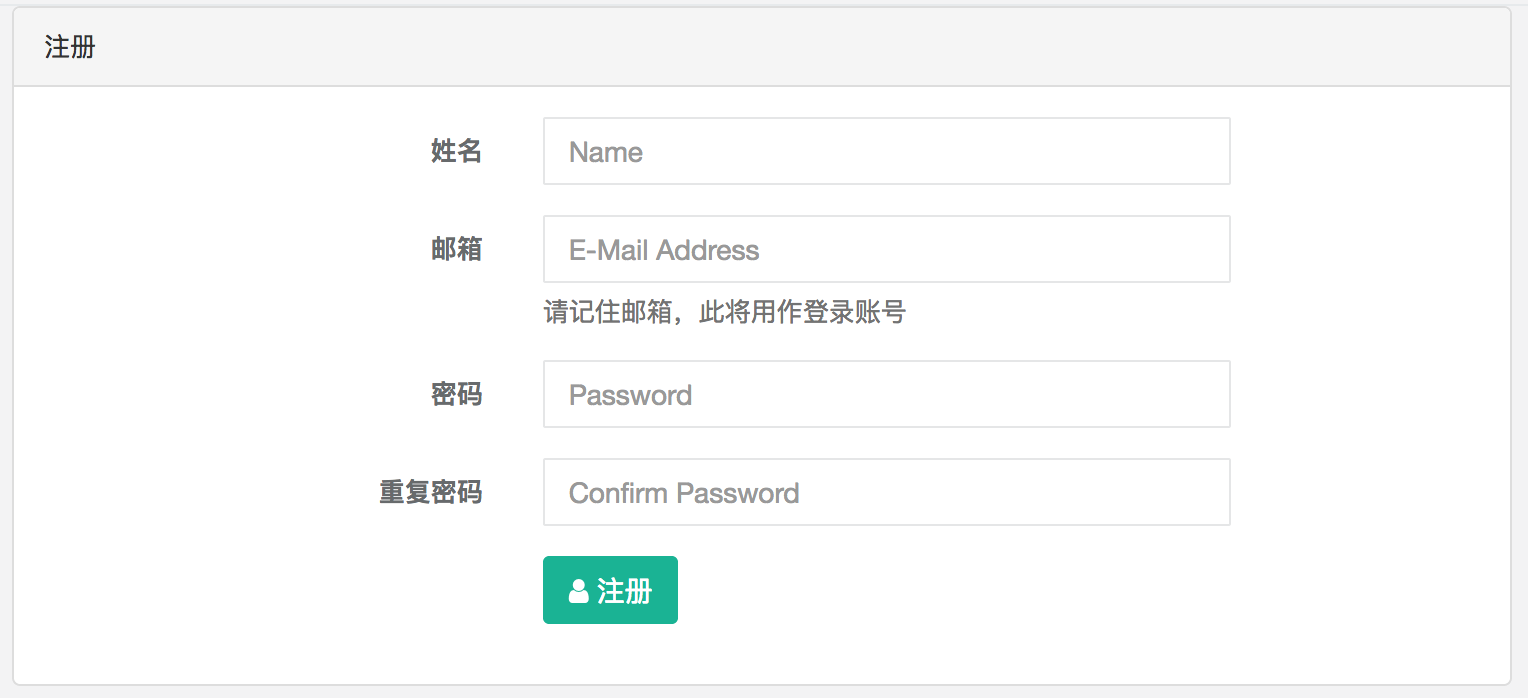 注册
姓名
Name
邮箱
E-Mail Address
请记住邮箱，此将用作登录账号
密码
Password
重复密码
Confirm Password
注册